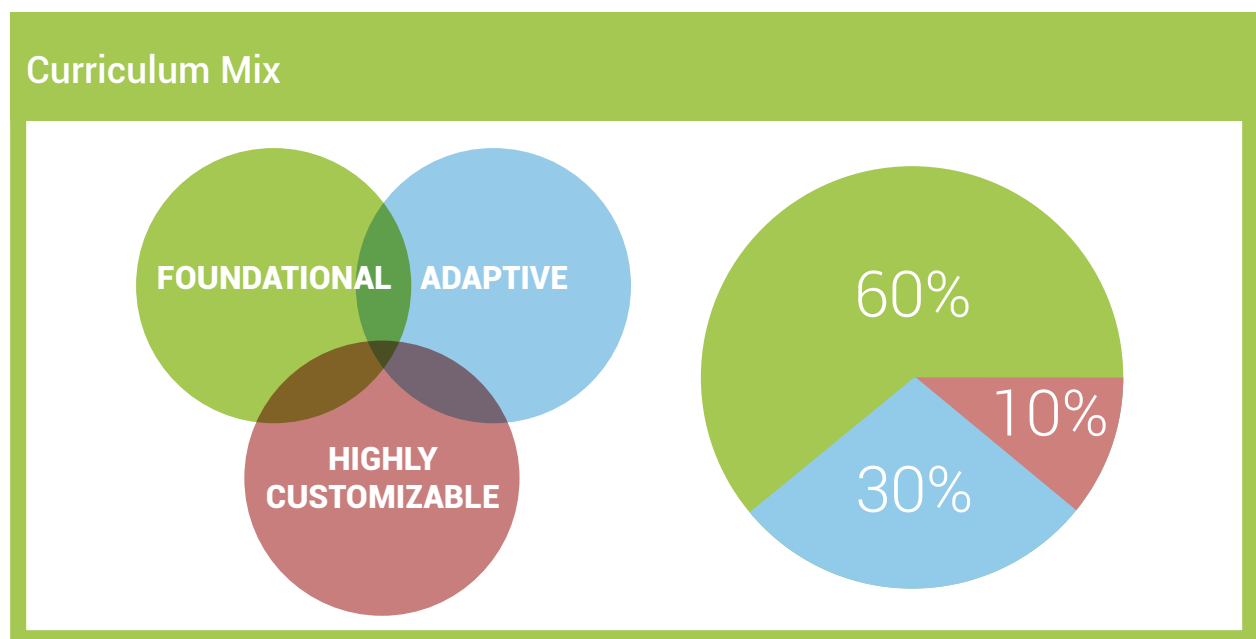 Curriculum Mix
FOUNDATIONAL
ADAPTIVE
HIGHLY
CUSTOMIZABLE
60%
10%
30%